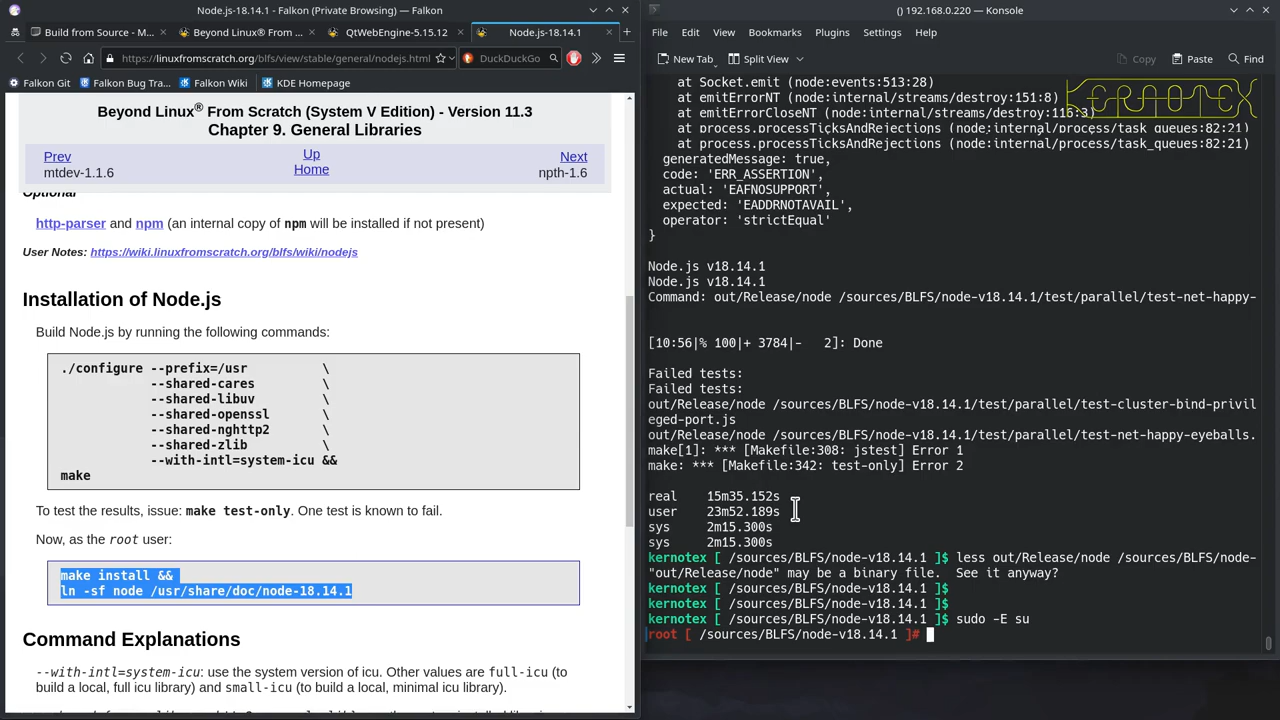 Node.js-18.14.1 - Falkon (Private Browsing) — Falkon
Build from Source - M...
Beyond Linux® From ...
QtWebEngine-5.15.12
Node.js-18.14.1
https://linuxfromscratch.org/blfs/view/stable/general/nodejs.html
DuckDuckGo
Falkon Git
Falkon Bug Tra...
Falkon Wiki
KDE Homepage
Beyond Linux® From Scratch (System V Edition) - Version 11.3
Chapter 9. General Libraries
Prev
Up
Next
mtdev-1.1.6
Home
npth-1.6
Optional
http-parser and npm (an internal copy of npm will be installed if not present)
User Notes: https://wiki.linuxfromscratch.org/blfs/wiki/nodejs
Installation of Node.js
Build Node.js by running the following commands:
./configure --prefix=/usr \
--shared-cares \
--shared-libuv \
--shared-openssl \
--shared-nghttp2 \
--shared-zlib \
--with-intl=system-icu &&
make
To test the results, issue: make test-only. One test is known to fail.
Now, as the root user:
make install &&
ln -sf node /usr/share/doc/node-18.14.1
Command Explanations
--with-intl=system-icu: use the system version of icu. Other values are full-icu (to
build a local, full icu library) and small-icu (to build a local, minimal icu library).
() 192.168.0.220 — Konsole
File Edit View Bookmarks Plugins Settings Help
New Tab
Split View
Copy
Paste
Find
KERNOTEX
at Socket.emit (node:events:513:28)
at emitErrorNT (node:internal/streams/destroy:151:8)
at emitErrorCloseNT (node:internal/streams/destroy:116:3)
at process.processTicksAndRejections (node:internal/process/task_queues:82:21)
at process.processTicksAndRejections (node:internal/process/task_queues:82:21)
generatedMessage: true,
code: 'ERR_ASSERTION',
actual: 'EAFNOSUPPORT',
expected: 'EADDRNOTAVAIL',
operator: 'strictEqual'
}
Node.js v18.14.1
Node.js v18.14.1
Command: out/Release/node /sources/BLFS/node-v18.14.1/test/parallel/test-net-happy-
[10:56|% 100|+ 3784|-   2]: Done
Failed tests:
Failed tests:
out/Release/node /sources/BLFS/node-v18.14.1/test/parallel/test-cluster-bind-privil
eged-port.js
out/Release/node /sources/BLFS/node-v18.14.1/test/parallel/test-net-happy-eyeballs.
make[1]: *** [Makefile:308: jstest] Error 1
make: *** [Makefile:342: test-only] Error 2
real 15m35.152s
user 23m52.189s
sys 2m15.300s
sys 2m15.300s
kernotex [ /sources/BLFS/node-v18.14.1 ]$ less out/Release/node /sources/BLFS/node-
"out/Release/node" may be a binary file.  See it anyway?
kernotex [ /sources/BLFS/node-v18.14.1 ]$
kernotex [ /sources/BLFS/node-v18.14.1 ]$
kernotex [ /sources/BLFS/node-v18.14.1 ]$ sudo -E su
root [ /sources/BLFS/node-v18.14.1 ]#